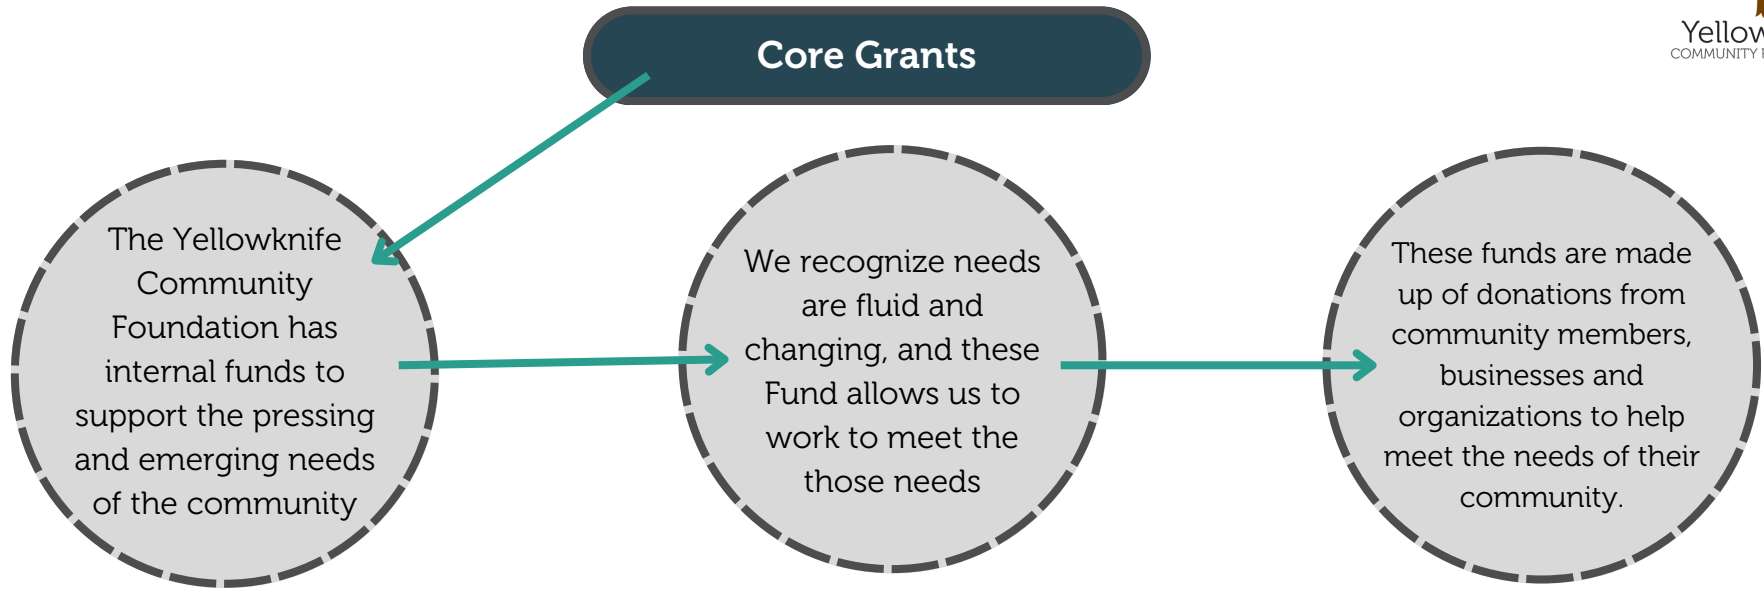 Core Grants
Yellow
COMMUNITY
The Yellowknife
Community
Foundation has
internal funds to
support the pressing
and emerging needs
of the community
We recognize needs
are fluid and
changing, and these
Fund allows us to
work to meet the
those needs
These funds are made
up of donations from
community members,
businesses and
organizations to help
meet the needs of their
community.